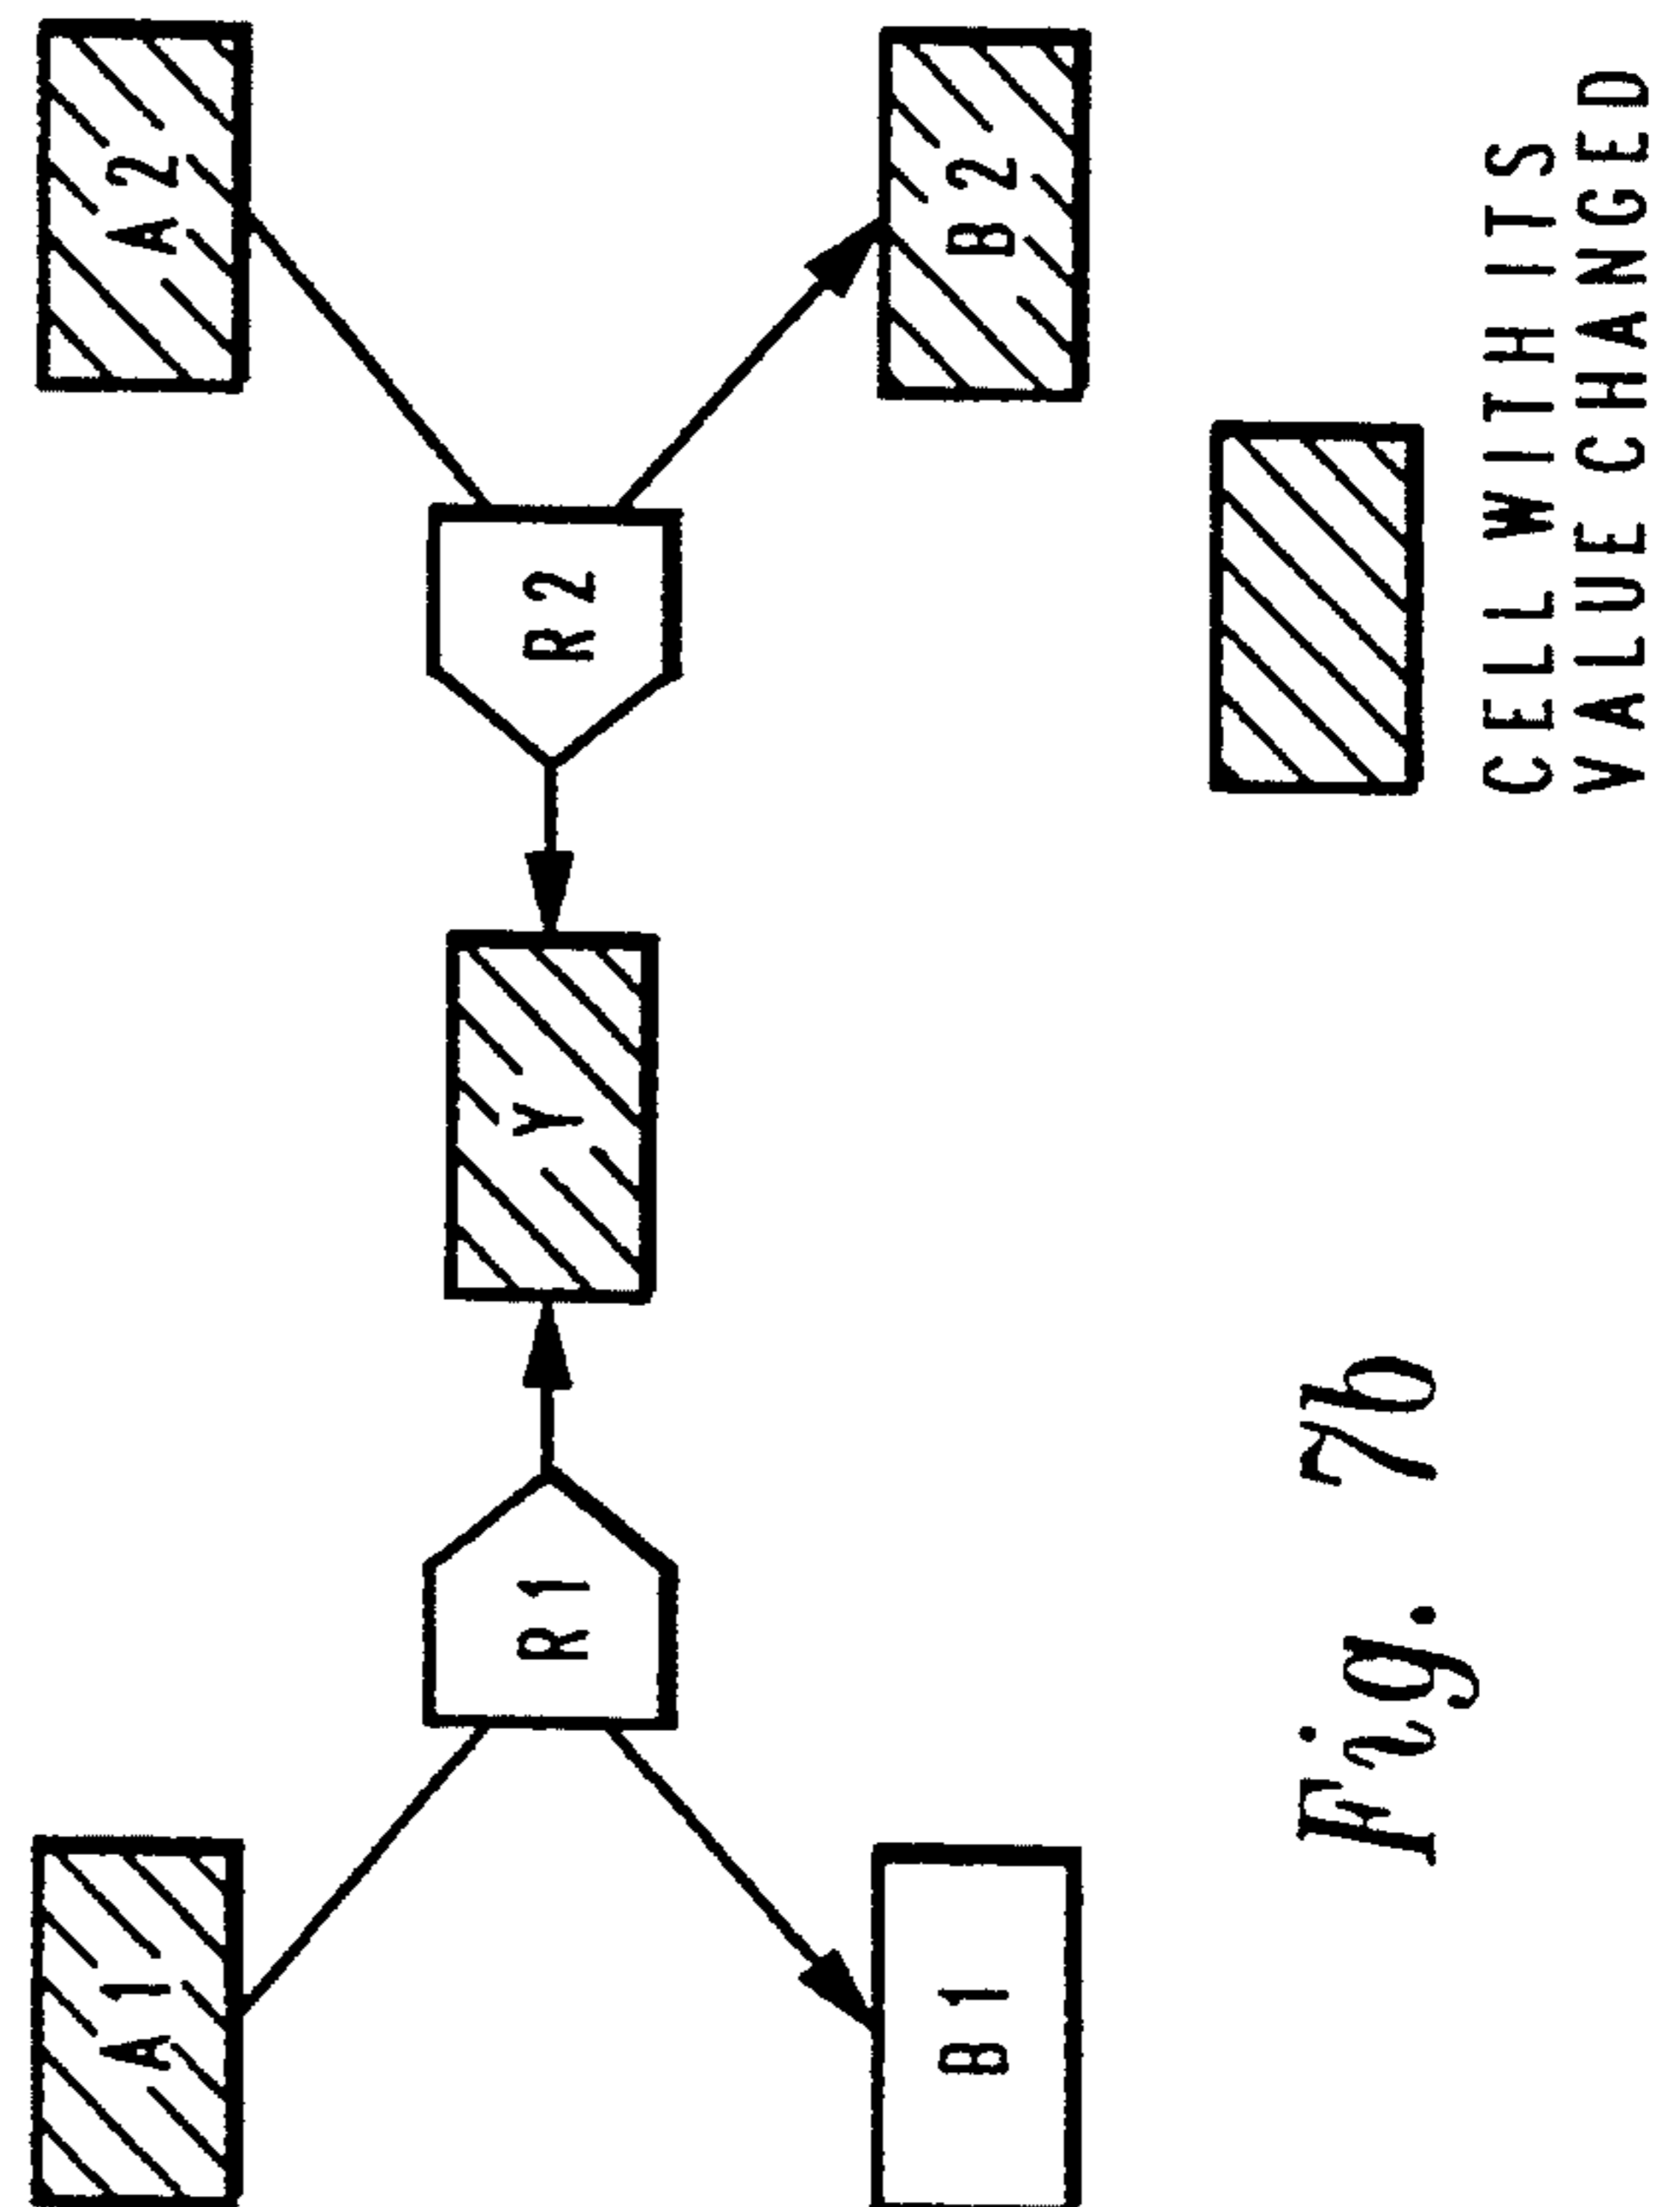 A1
A2
R1
Y
R2
B1
B2
Fig. 7b
CELL WITH ITS
VALUE CHANGED